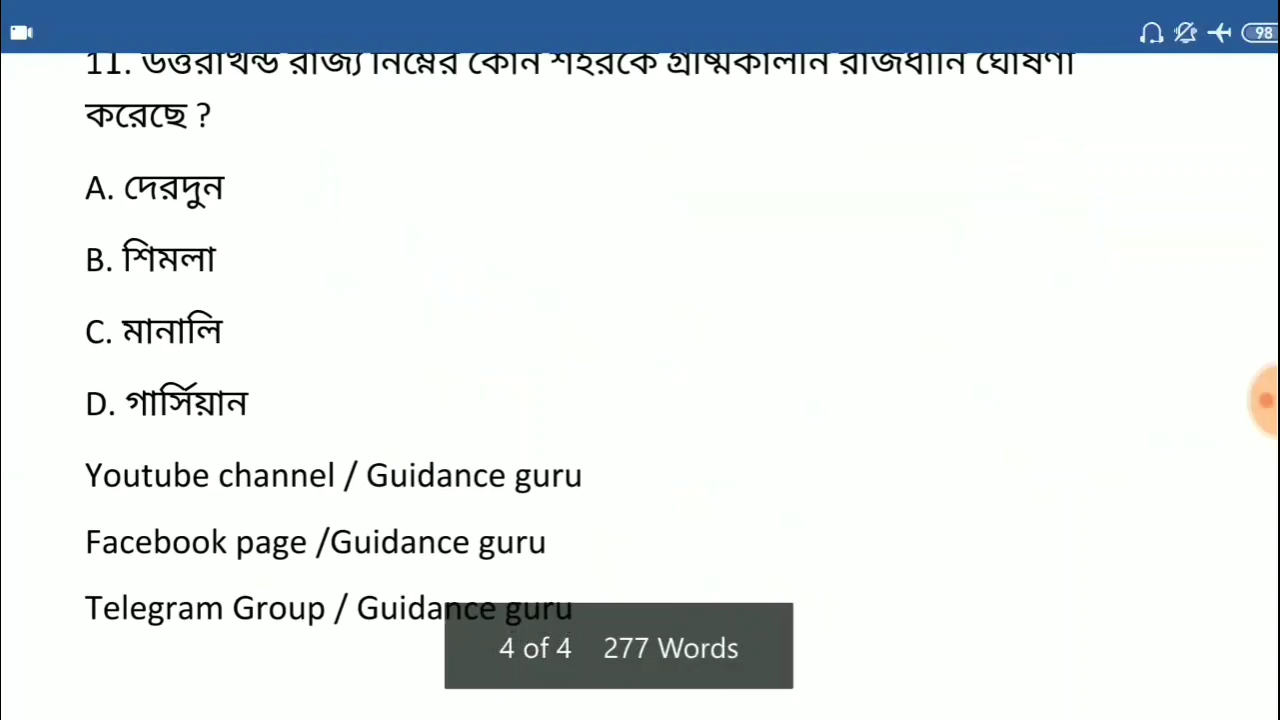 98
11. উত্তরাখন্ড রাজ্য নিম্নের কোন শহরকে গ্রীষ্মকালীন রাজধানি ঘোষণা
করেছে ?
A. দেরদুন
B. শিমলা
C. মানালি
D. গার্সিয়ান
Youtube channel / Guidance guru
Facebook page /Guidance guru
Telegram Group / Guidance guru
4 of 4 277 Words